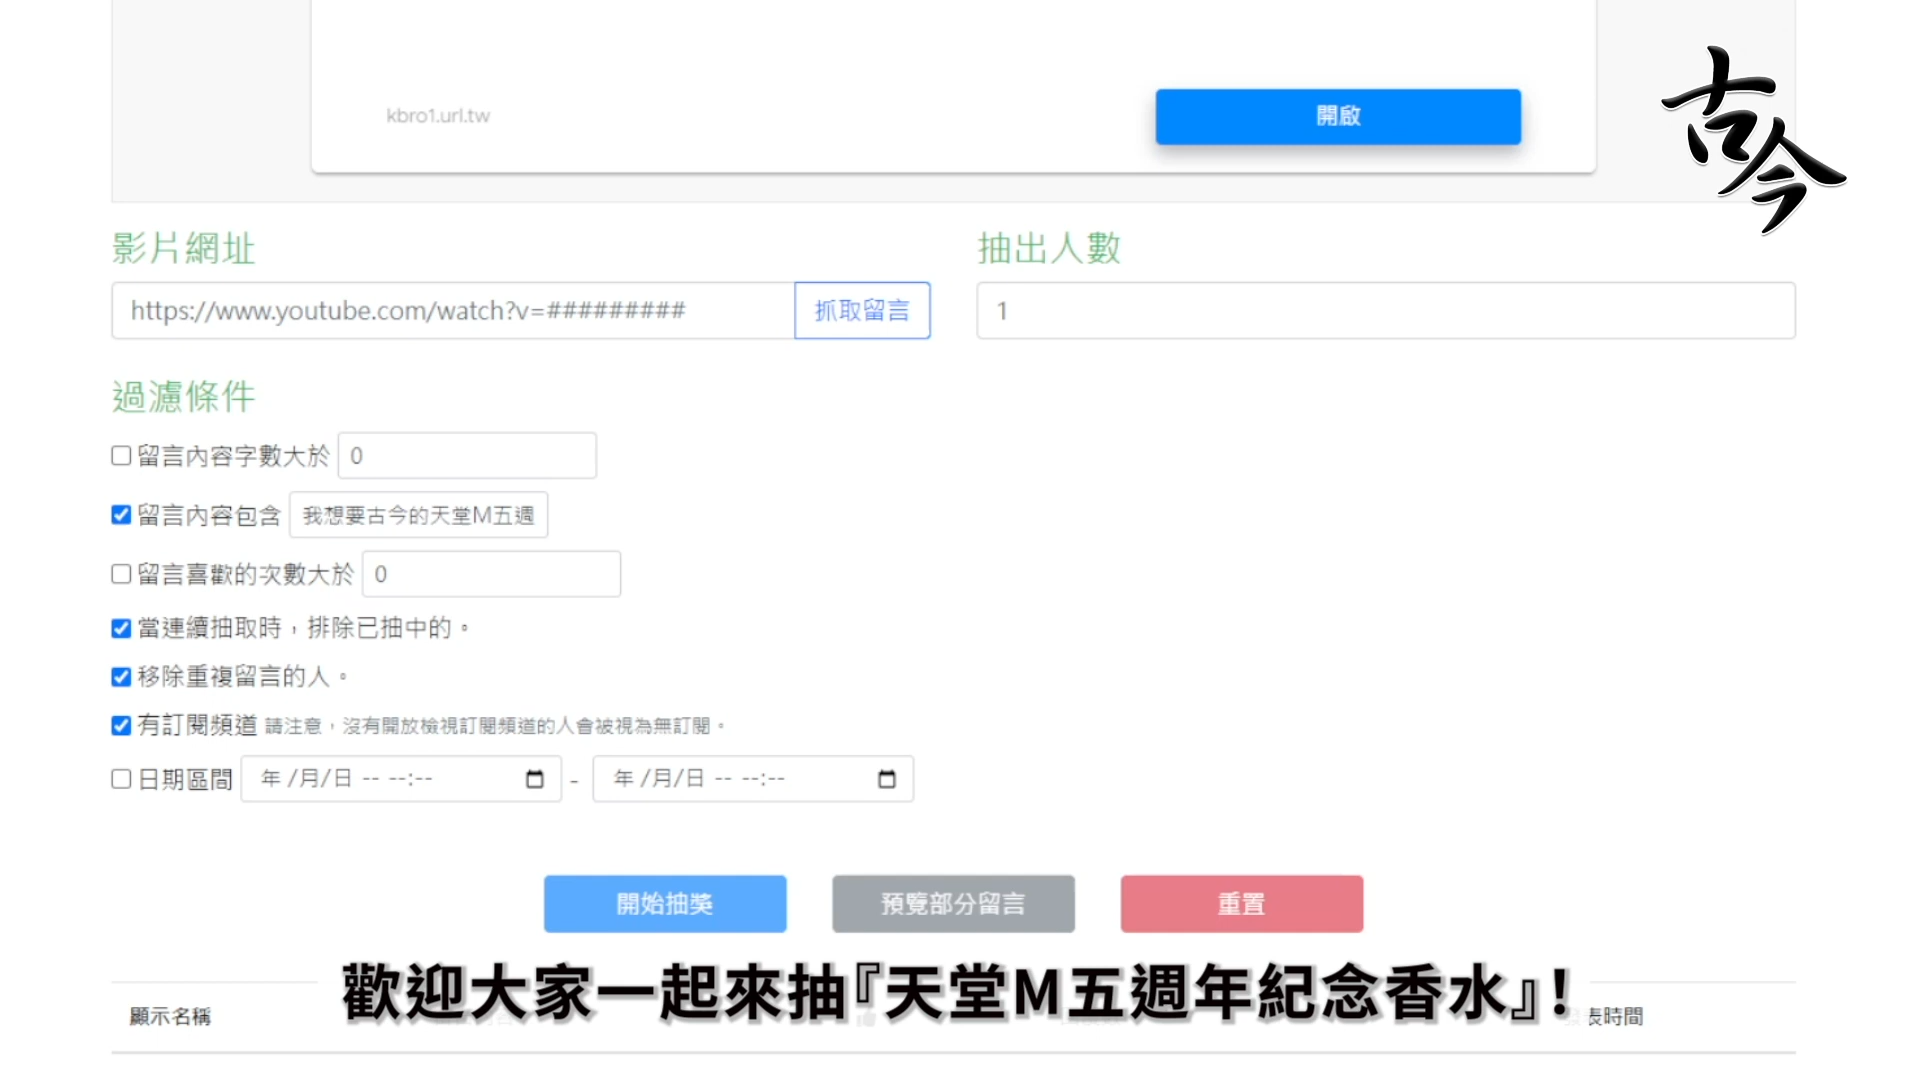 kbro1.url.tw
開啟
古今
影片網址
抽出人數
https://www.youtube.com/watch?v=#########
抓取留言
1
過濾條件
留言內容字數大於 0
留言內容包含 我想要古今的天堂M五週
留言喜歡的次數大於 0
當連續抽取時，排除已抽中的。
移除重複留言的人。
有訂閱頻道 請注意，沒有開放檢視訂閱頻道的人會被視為無訂閱。
日期區間 年 /月/日 -- --:-- - 年 /月/日 -- --:--
開始抽獎
預覽部分留言
重置
歡迎大家一起來抽『天堂M五週年紀念香水』!
顯示名稱
表時間